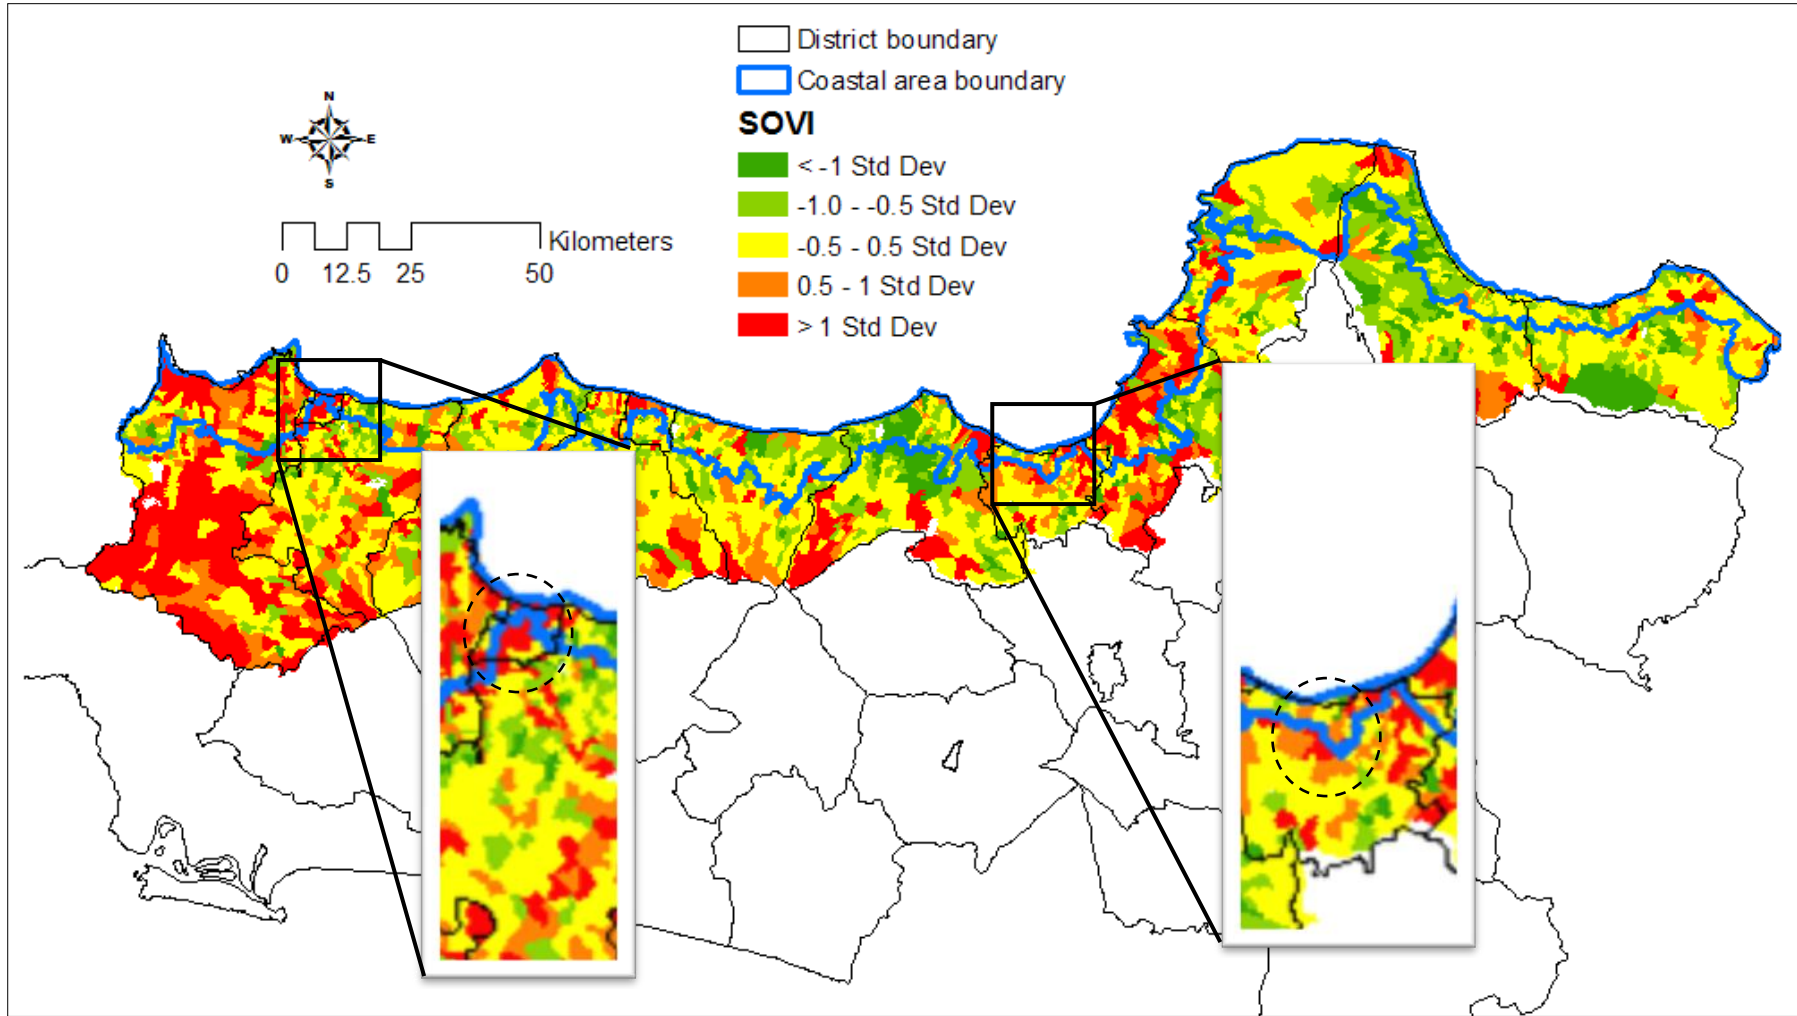 District boundary
Coastal area boundary
SOVI
< -1 Std Dev
-1.0 - -0.5 Std Dev
-0.5 - 0.5 Std Dev
0.5 - 1 Std Dev
> 1 Std Dev
N
W E
S
Kilometers
0 12.5 25 50